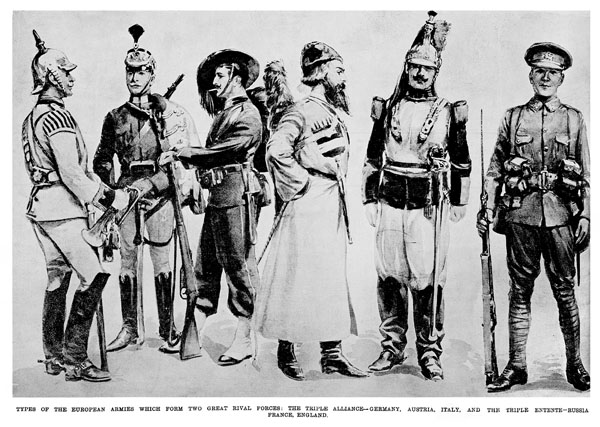 TYPES OF THE EUROPEAN ARMIES WHICH FORM TWO GREAT RIVAL FORCES: THE TRIPLE ALLIANCE—GERMANY, AUSTRIA, ITALY, AND THE TRIPLE ENTENTE—RUSSIA
FRANCE, ENGLAND.